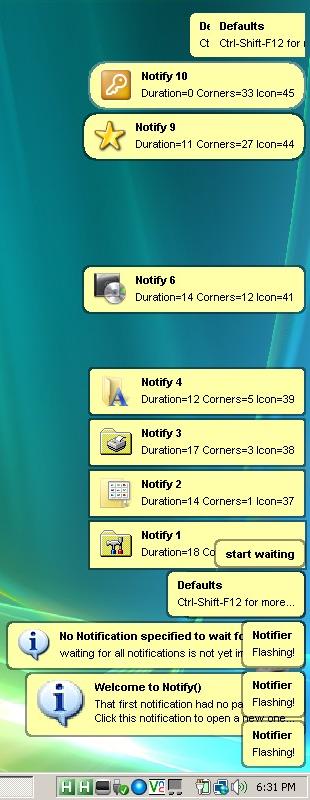 De
Defaults
Ct
Ctrl-Shift-F12 for
Notify 10
Duration=0 Corners=33 Icon=45
Notify 9
Duration=11 Corners=27 Icon=44
Notify 6
Duration=14 Corners=12 Icon=41
Notify 4
Duration=12 Corners=5 Icon=39
Notify 3
Duration=17 Corners=3 Icon=38
Notify 2
Duration=14 Corners=1 Icon=37
Notify 1
Duration=18 Co
start waiting
Defaults
Ctrl-Shift-F12 for more...
No Notification specified to wait fo
waiting for all notifications is not yet in
Notifier
Flashing!
Welcome to Notify()
That first notification had no pa
Click this notification to open a new one...
Notifier
Flashing!
Notifier
Flashing!
H H
6:31 PM